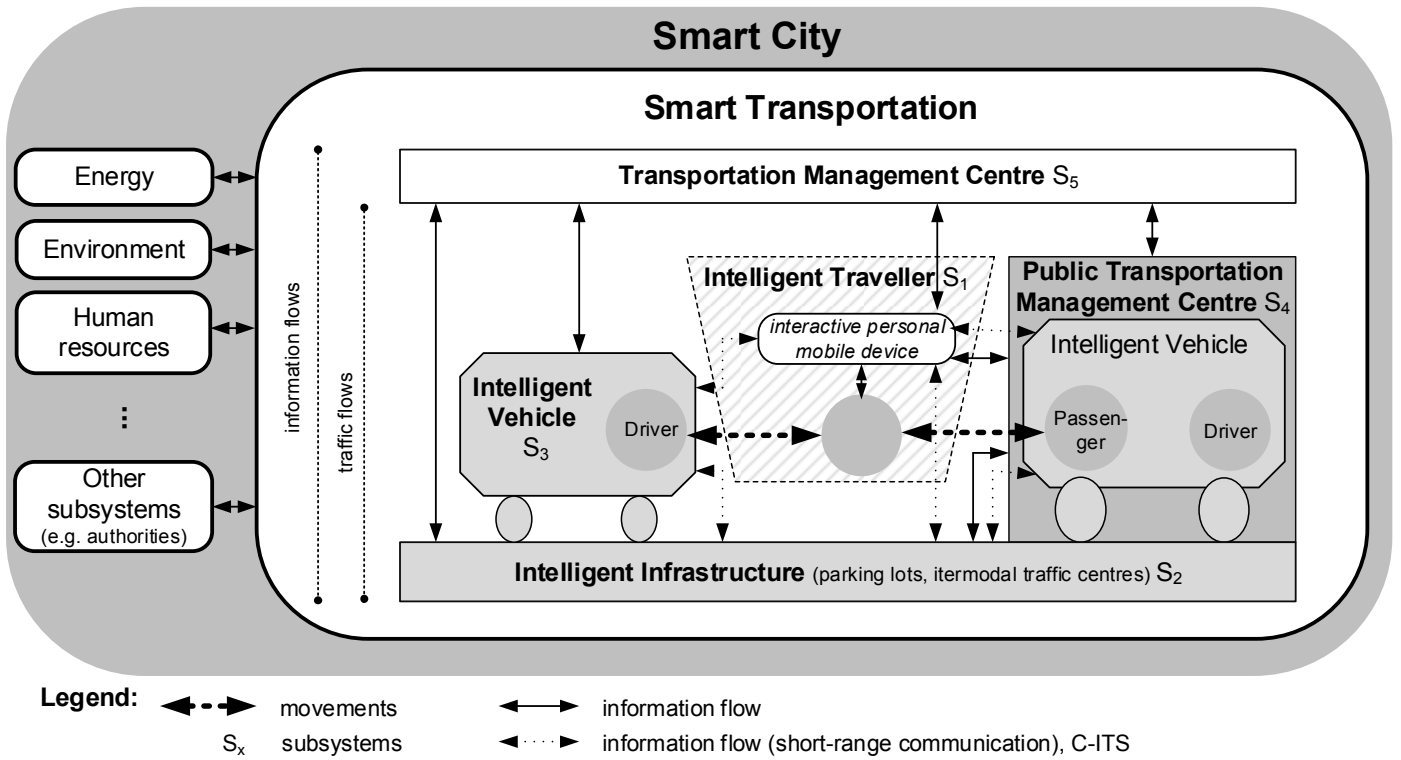 Smart City
Smart Transportation
Energy
Environment
Human
resources
...
Other
subsystems
(e.g. authorities)
information flows
traffic flows
Transportation Management Centre S5
Intelligent Traveller S1
interactive personal
mobile device
Public Transportation
Management Centre S4
Intelligent Vehicle
Passen-
ger
Driver
Intelligent
Vehicle
S3
Driver
Intelligent Infrastructure (parking lots, itermodal traffic centres) S2
Legend:
movements
information flow
Sx subsystems
information flow (short-range communication), C-ITS